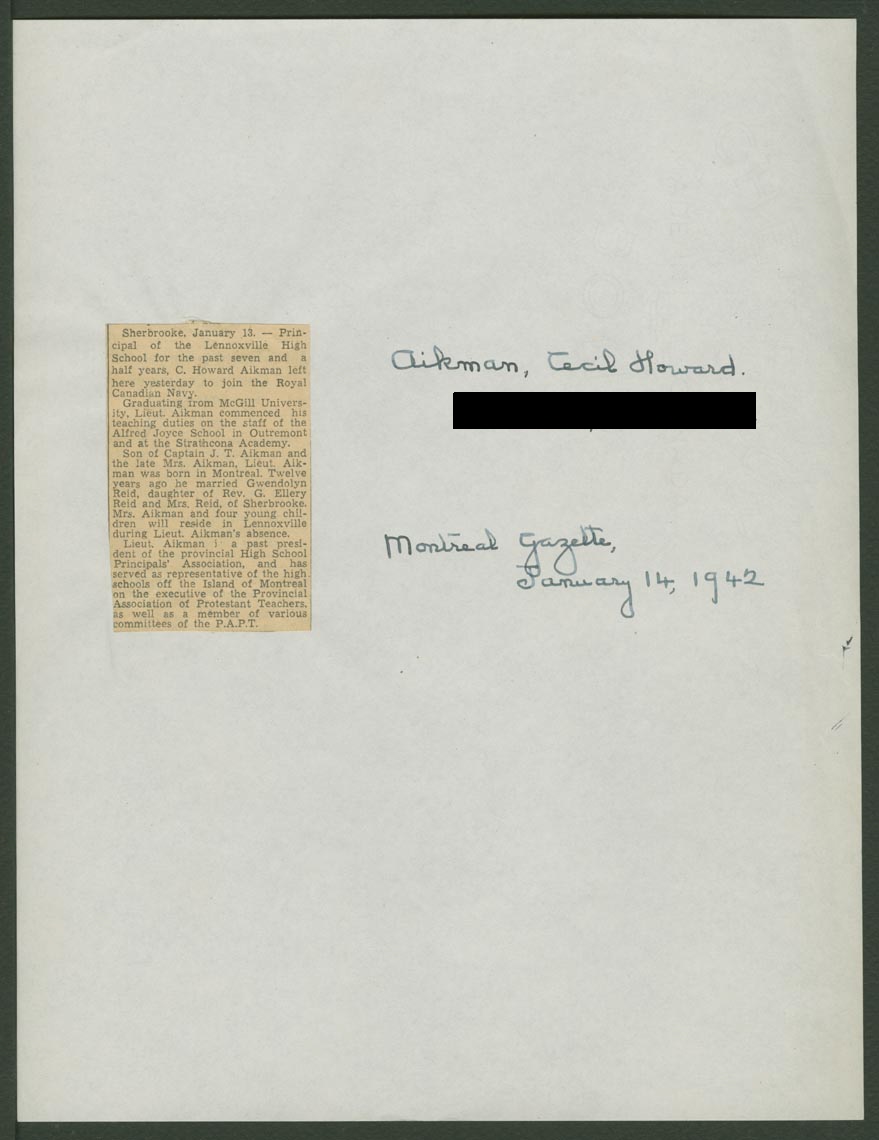 Sherbrooke, January 13. — Prin-
cipal of the Lennoxville High
School for the past seven and a
half years, C. Howard Aikman left
here yesterday to join the Royal
Canadian Navy.
Graduating from McGill Univers-
ity, Lieut. Aikman commenced his
teaching duties on the staff of the
Alfred Joyce School in Outremont
and at the Strathcona Academy.
Son of Captain J. T. Aikman and
the late Mrs. Aikman, Lieut. Aik-
man was born in Montreal. Twelve
years ago he married Gwendolyn
Reid, daughter of Rev. G. Ellery
Reid and Mrs. Reid, of Sherbrooke.
Mrs. Aikman and four young chil-
dren will reside in Lennoxville
during Lieut. Aikman's absence.
Lieut. Aikman i a past presi-
dent of the provincial High School
Principals' Association, and has
served as representative of the high
schools off the Island of Montreal
on the executive of the Provincial
Association of Protestant Teachers,
as well as a member of various
committees of the P.A.P.T.
Aikman, Cecil Howard.
Montreal Gazette,
January 14, 1942